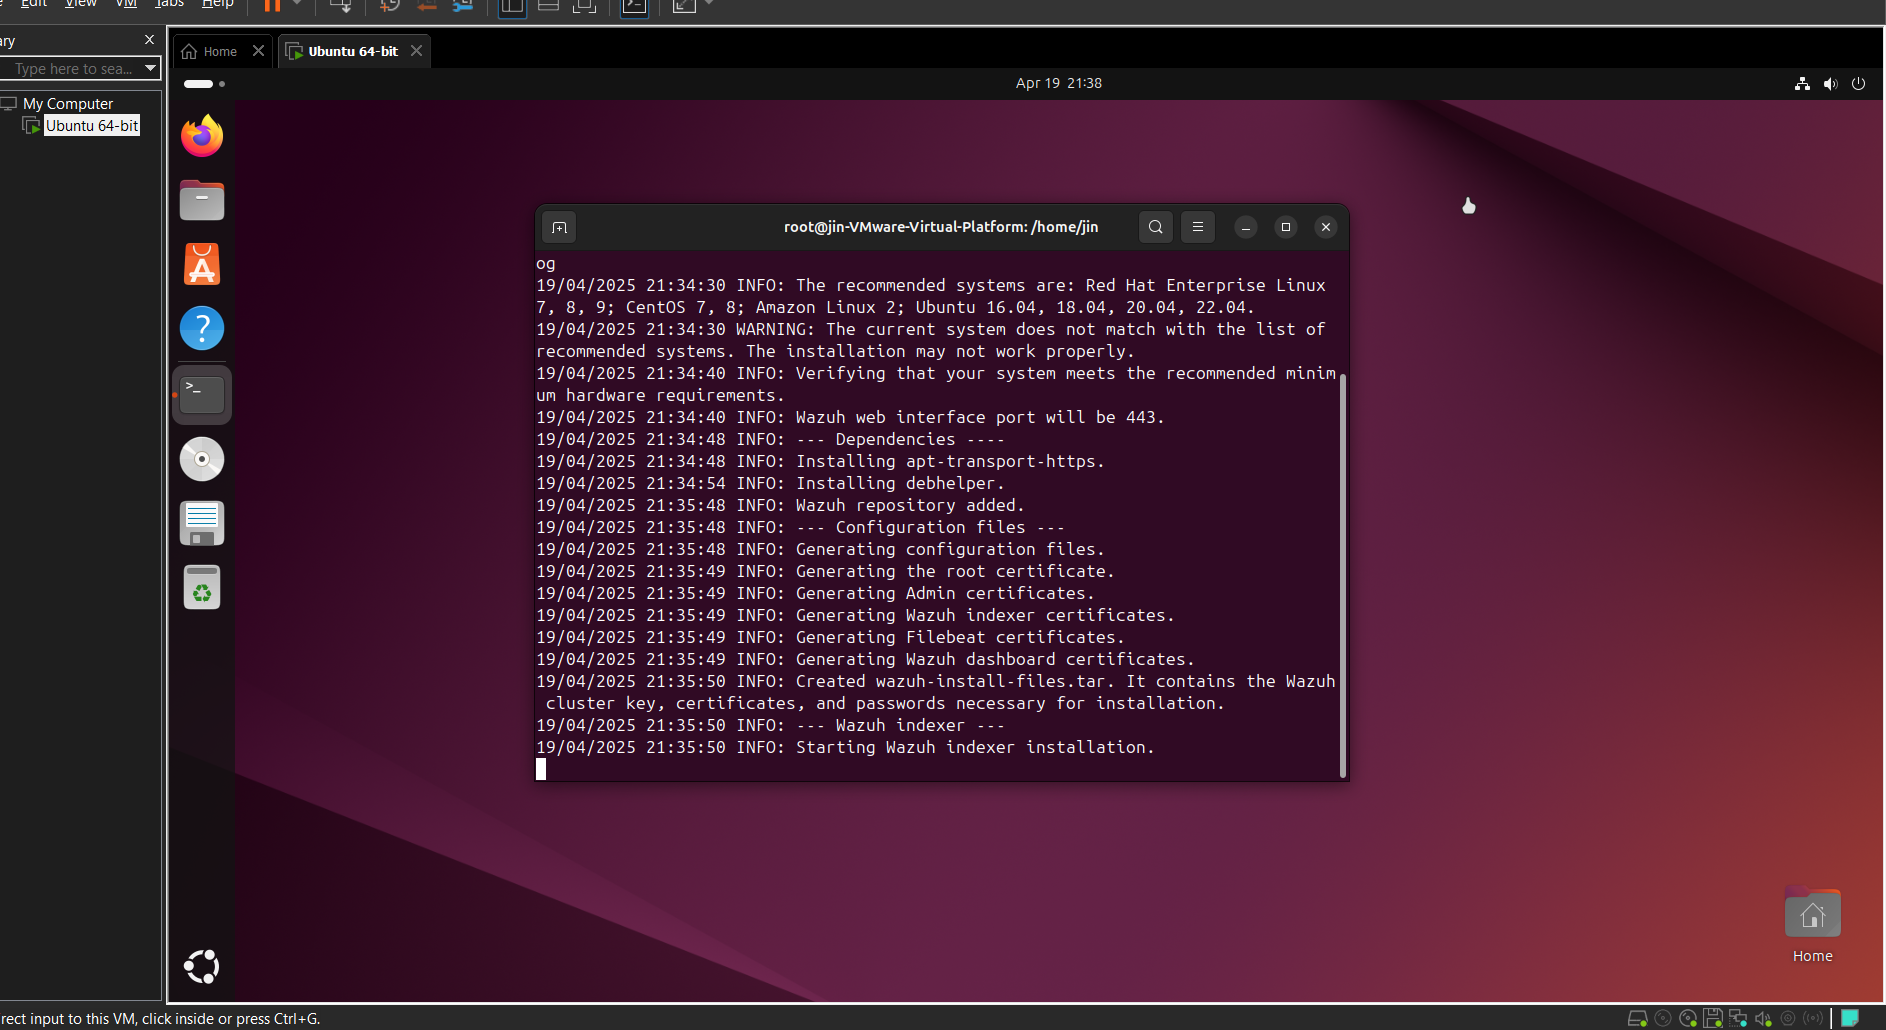 Edit View VM Tabs Help
ary
Home
Ubuntu 64-bit
Type here to sea...
My Computer
Ubuntu 64-bit
Apr 19 21:38
root@jin-VMware-Virtual-Platform: /home/jin
og
19/04/2025 21:34:30 INFO: The recommended systems are: Red Hat Enterprise Linux
7, 8, 9; CentOS 7, 8; Amazon Linux 2; Ubuntu 16.04, 18.04, 20.04, 22.04.
19/04/2025 21:34:30 WARNING: The current system does not match with the list of
recommended systems. The installation may not work properly.
19/04/2025 21:34:40 INFO: Verifying that your system meets the recommended minim
um hardware requirements.
19/04/2025 21:34:40 INFO: Wazuh web interface port will be 443.
19/04/2025 21:34:48 INFO: --- Dependencies ----
19/04/2025 21:34:48 INFO: Installing apt-transport-https.
19/04/2025 21:34:54 INFO: Installing debhelper.
19/04/2025 21:35:48 INFO: Wazuh repository added.
19/04/2025 21:35:48 INFO: --- Configuration files ---
19/04/2025 21:35:48 INFO: Generating configuration files.
19/04/2025 21:35:49 INFO: Generating the root certificate.
19/04/2025 21:35:49 INFO: Generating Admin certificates.
19/04/2025 21:35:49 INFO: Generating Wazuh indexer certificates.
19/04/2025 21:35:49 INFO: Generating Filebeat certificates.
19/04/2025 21:35:49 INFO: Generating Wazuh dashboard certificates.
19/04/2025 21:35:50 INFO: Created wazuh-install-files.tar. It contains the Wazuh
cluster key, certificates, and passwords necessary for installation.
19/04/2025 21:35:50 INFO: --- Wazuh indexer ---
19/04/2025 21:35:50 INFO: Starting Wazuh indexer installation.
Home
rect input to this VM, click inside or press Ctrl+G.